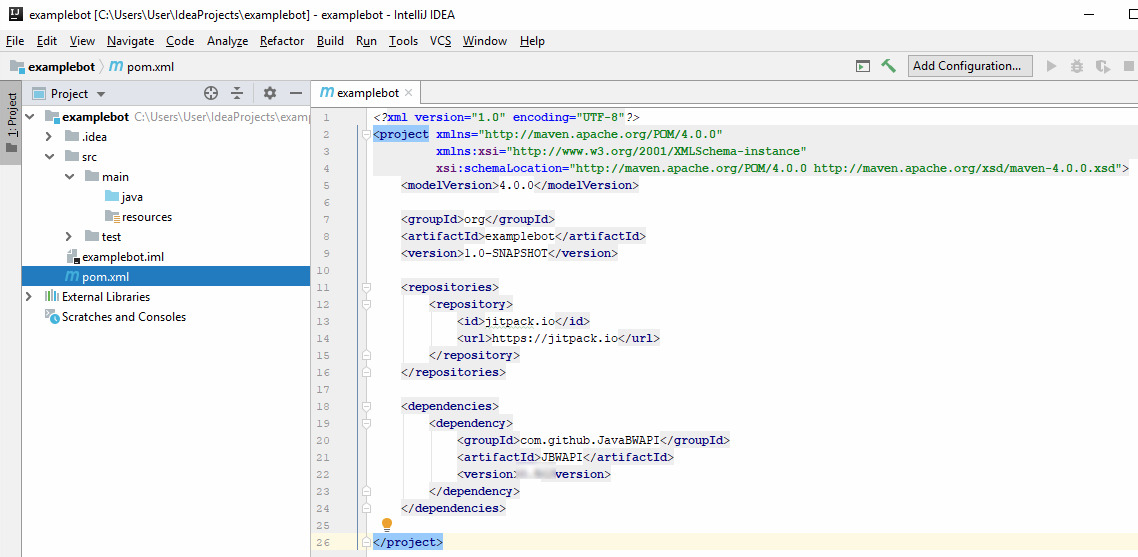 examplebot [C:\Users\User\IdeaProjects\examplebot] - examplebot - IntelliJ IDEA
File Edit View Navigate Code Analyze Refactor Build Run Tools VCS Window Help
examplebot pom.xml Add Configuration...
1: Project
Project
examplebot C:\Users\User\IdeaProjects\examp
.idea
src
main
java
resources
test
examplebot.iml
pom.xml
External Libraries
Scratches and Consoles
examplebot
1 <?xml version="1.0" encoding="UTF-8"?>
2 <project xmlns="http://maven.apache.org/POM/4.0.0"
3 xmlns:xsi="http://www.w3.org/2001/XMLSchema-instance"
4 xsi:schemaLocation="http://maven.apache.org/POM/4.0.0 http://maven.apache.org/xsd/maven-4.0.0.xsd">
5 <modelVersion>4.0.0</modelVersion>
6
7 <groupId>org</groupId>
8 <artifactId>examplebot</artifactId>
9 <version>1.0-SNAPSHOT</version>
10
11 <repositories>
12 <repository>
13 <id>jitpack.io</id>
14 <url>https://jitpack.io</url>
15 </repository>
16 </repositories>
17
18 <dependencies>
19 <dependency>
20 <groupId>com.github.JavaBWAPI</groupId>
21 <artifactId>JBWAPI</artifactId>
22 <version version>
23 </dependency>
24 </dependencies>
25
26 </project>